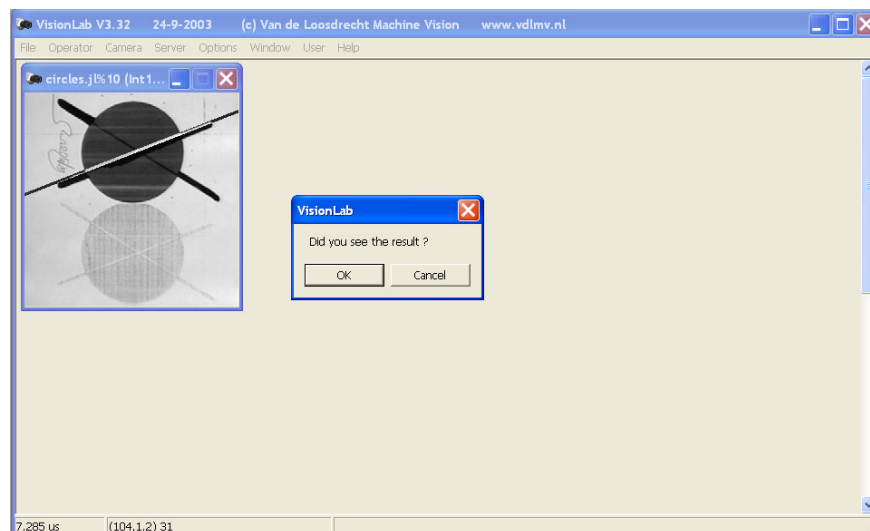 VisionLab V3.32 24-9-2003 (c) Van de Loosdrecht Machine Vision www.vdlmv.nl
File Operator Camera Server Options Window User Help
circles.jl%10 (Int1...
VisionLab
Did you see the result ?
OK Cancel
7.285 us (104,1,2) 31